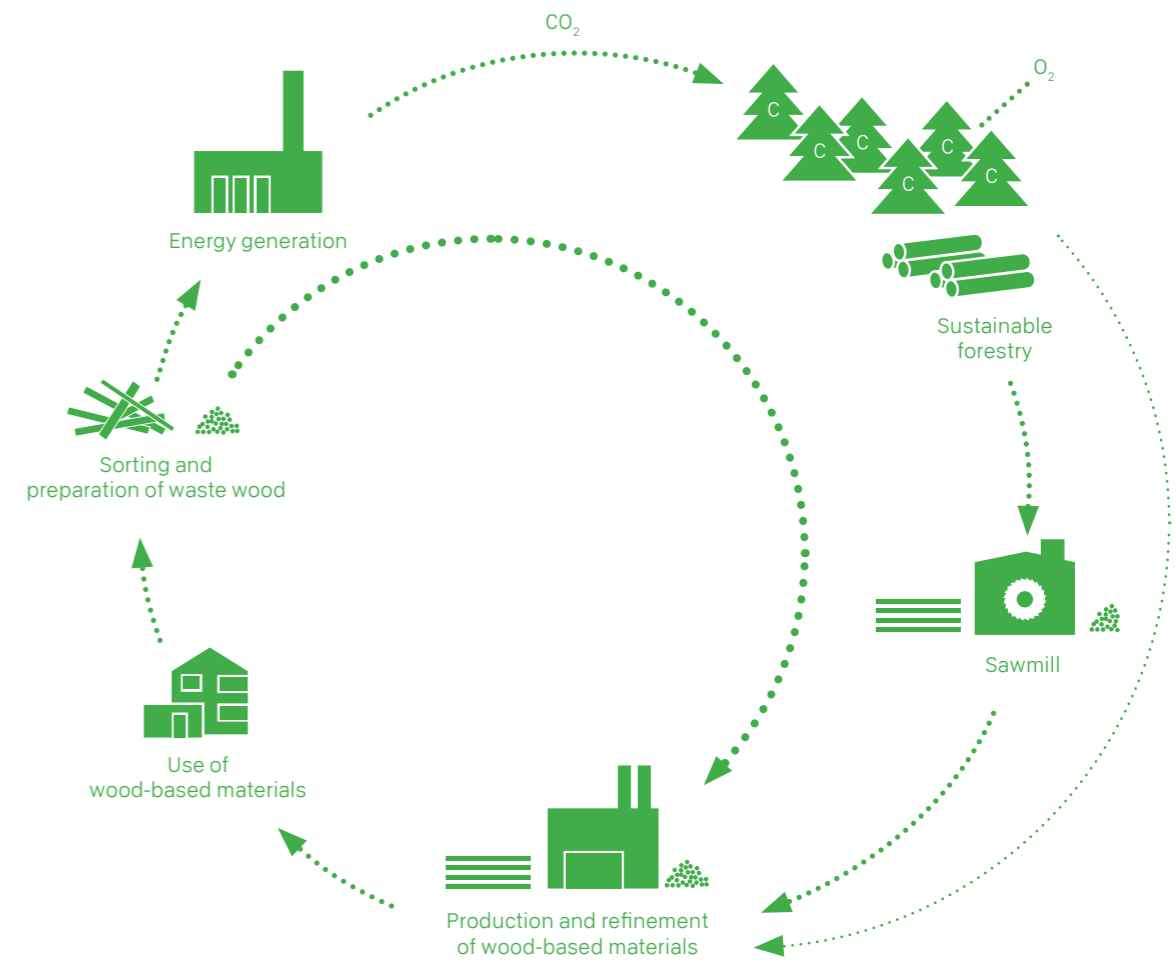 CO₂
O₂
C
C
C
C
C
C
Energy generation
Sustainable
forestry
Sorting and
preparation of waste wood
Sawmill
Use of
wood-based materials
Production and refinement
of wood-based materials